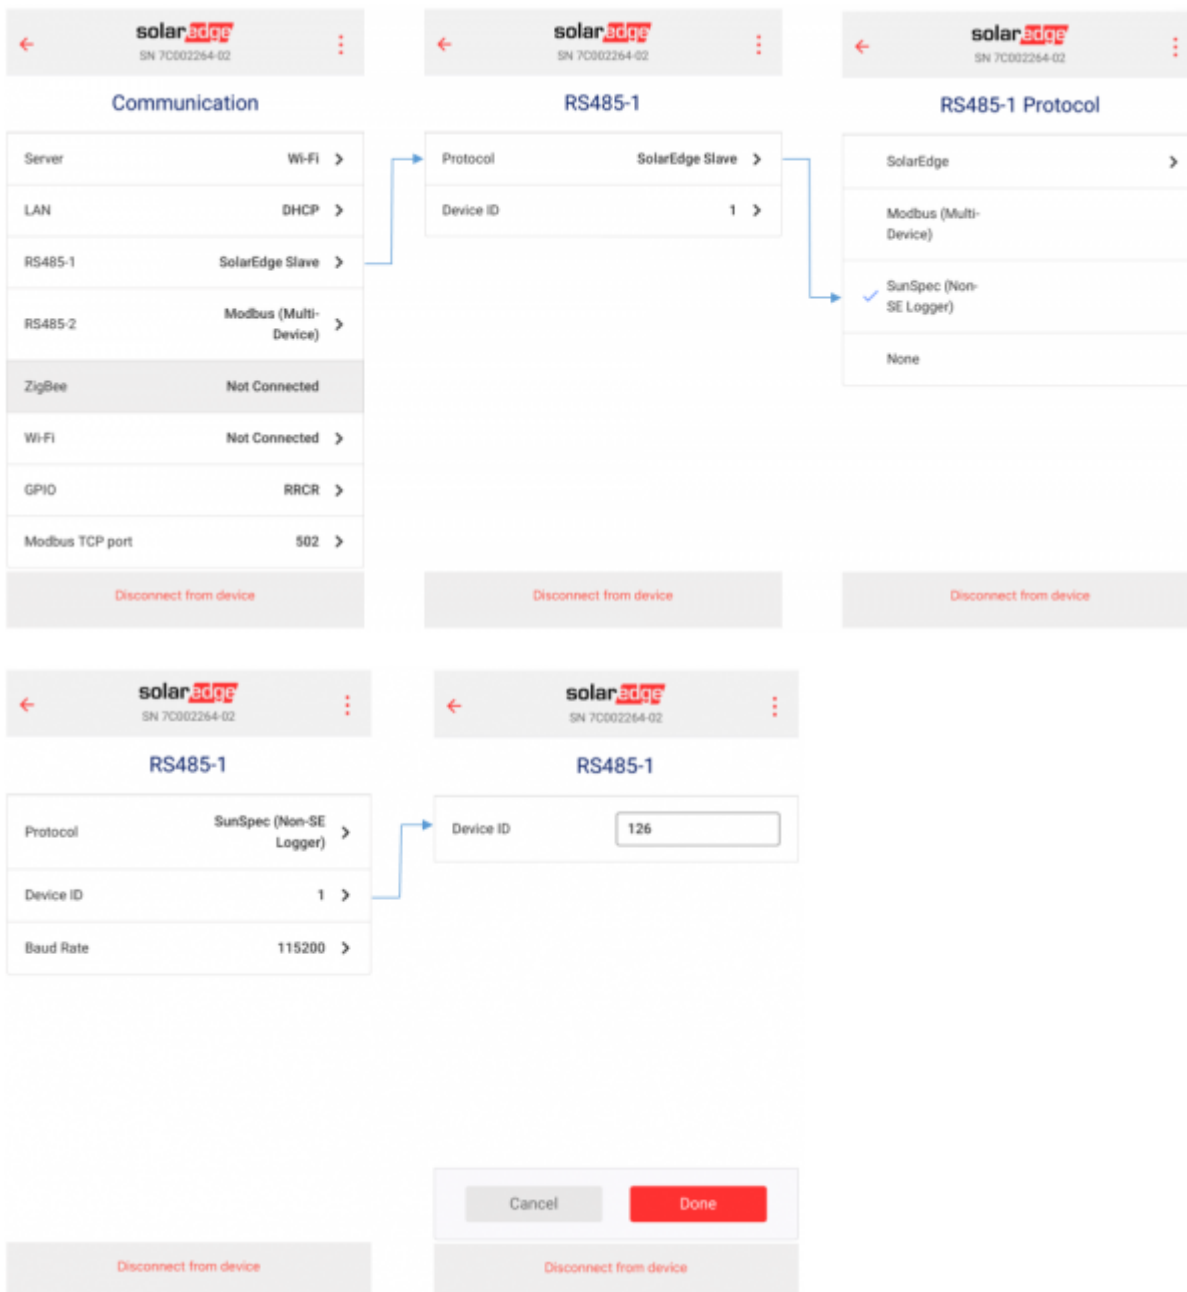 solaredge
SN 7C002264-02
Communication
Server Wi-Fi
LAN DHCP
RS485-1 SolarEdge Slave
RS485-2 Modbus (Multi-
Device)
ZigBee Not Connected
Wi-Fi Not Connected
GPIO RRCR
Modbus TCP port 502
Disconnect from device
solaredge
SN 7C002264-02
RS485-1
Protocol SolarEdge Slave
Device ID 1
Disconnect from device
solaredge
SN 7C002264-02
RS485-1 Protocol
SolarEdge
Modbus (Multi-
Device)
SunSpec (Non-
SE Logger)
None
Disconnect from device
solaredge
SN 7C002264-02
RS485-1
Protocol SunSpec (Non-SE
Logger)
Device ID 1
Baud Rate 115200
Disconnect from device
solaredge
SN 7C002264-02
RS485-1
Device ID 126
Cancel Done
Disconnect from device